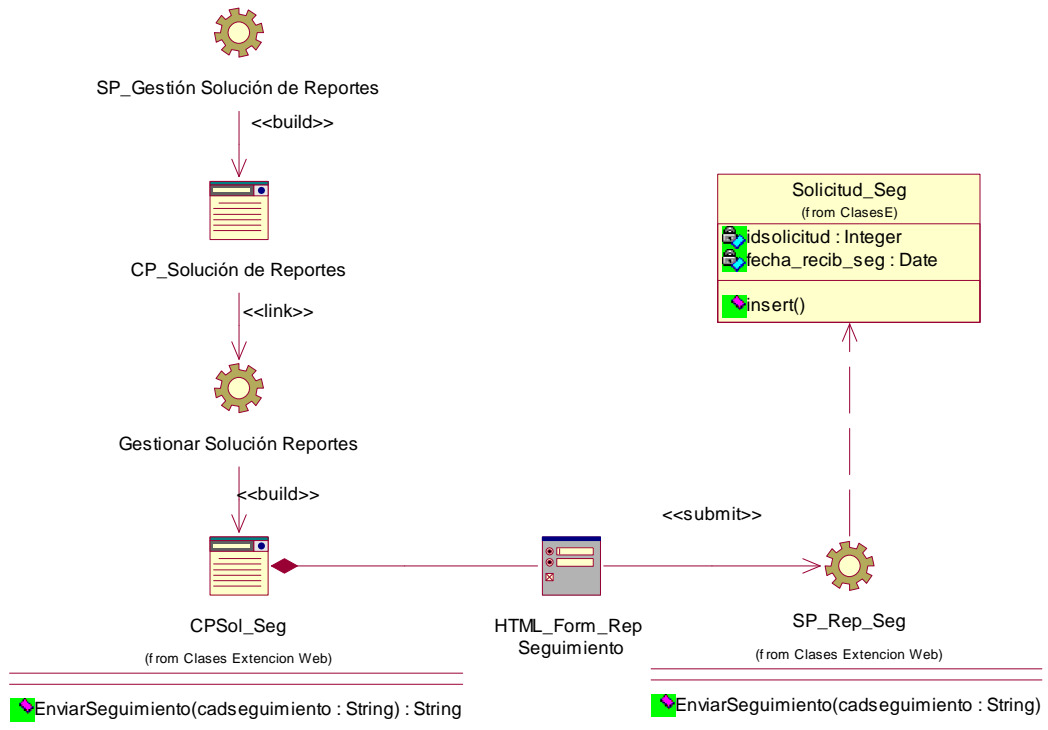 SP_Gestión Solución de Reportes
<<build>>
CP_Solución de Reportes
<<link>>
Gestionar Solución Reportes
<<build>>
CPSol_Seg
(from Clases Extencion Web)
EnviarSeguimiento(cadseguimiento : String) : String
HTML_Form_Rep
Seguimiento
<<submit>>
Solicitud_Seg
(from ClasesE)
idsolicitud : Integer
fecha_recib_seg : Date
insert()
SP_Rep_Seg
(from Clases Extencion Web)
EnviarSeguimiento(cadseguimiento : String)